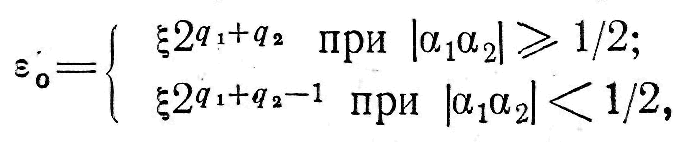 ε₀ = { ξ2^{q₁+q₂} при |α₁α₂| ⩾ 1/2;
ξ2^{q₁+q₂−1} при |α₁α₂| < 1/2,